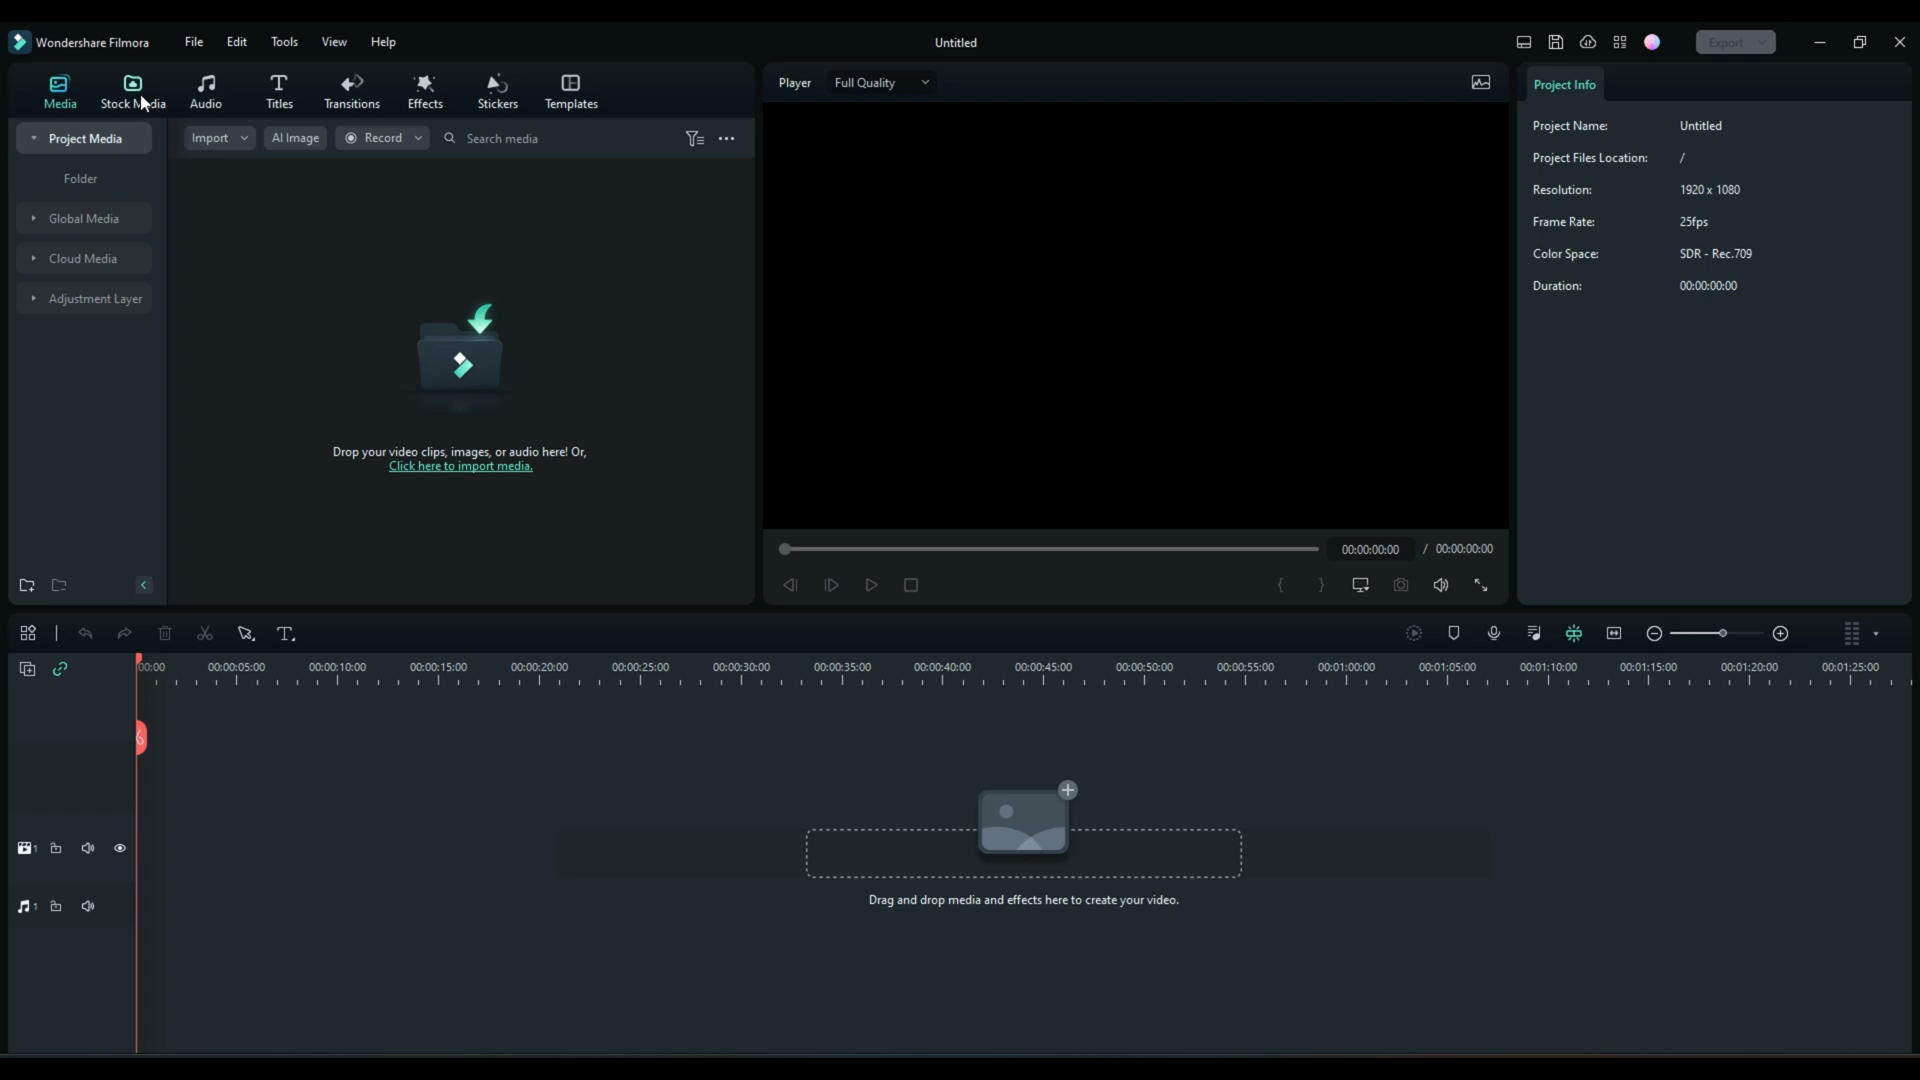 Wondershare Filmora File Edit Tools View Help Untitled Export
Media Stock Media Audio Titles Transitions Effects Stickers Templates
Player Full Quality
Project Info
Project Media
Import AI Image Record Search media
Folder
Global Media
Cloud Media
Adjustment Layer
Drop your video clips, images, or audio here! Or,
Click here to import media.
Project Name: Untitled
Project Files Location: /
Resolution: 1920 x 1080
Frame Rate: 25fps
Color Space: SDR - Rec.709
Duration: 00:00:00:00
00:00:00:00 / 00:00:00:00
00:00 00:00:05:00 00:00:10:00 00:00:15:00 00:00:20:00 00:00:25:00 00:00:30:00 00:00:35:00 00:00:40:00 00:00:45:00 00:00:50:00 00:00:55:00 00:01:00:00 00:01:05:00 00:01:10:00 00:01:15:00 00:01:20:00 00:01:25:00
1
Drag and drop media and effects here to create your video.
1